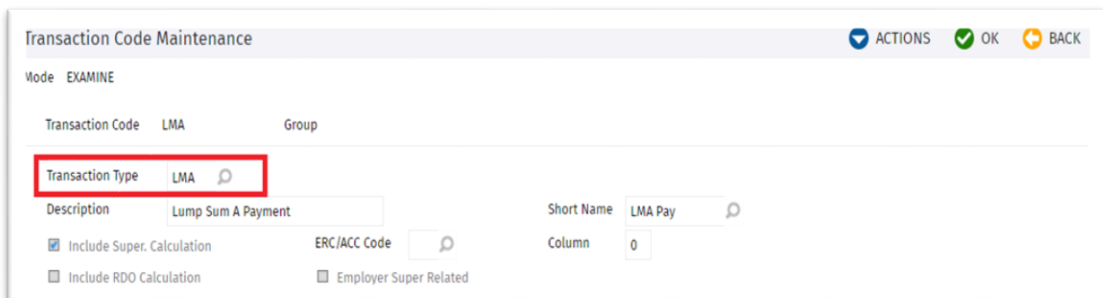 Transaction Code Maintenance ACTIONS OK BACK
Mode EXAMINE
Transaction Code LMA Group
Transaction Type LMA
Description Lump Sum A Payment Short Name LMA Pay
Include Super. Calculation ERC/ACC Code Column 0
Include RDO Calculation Employer Super Related